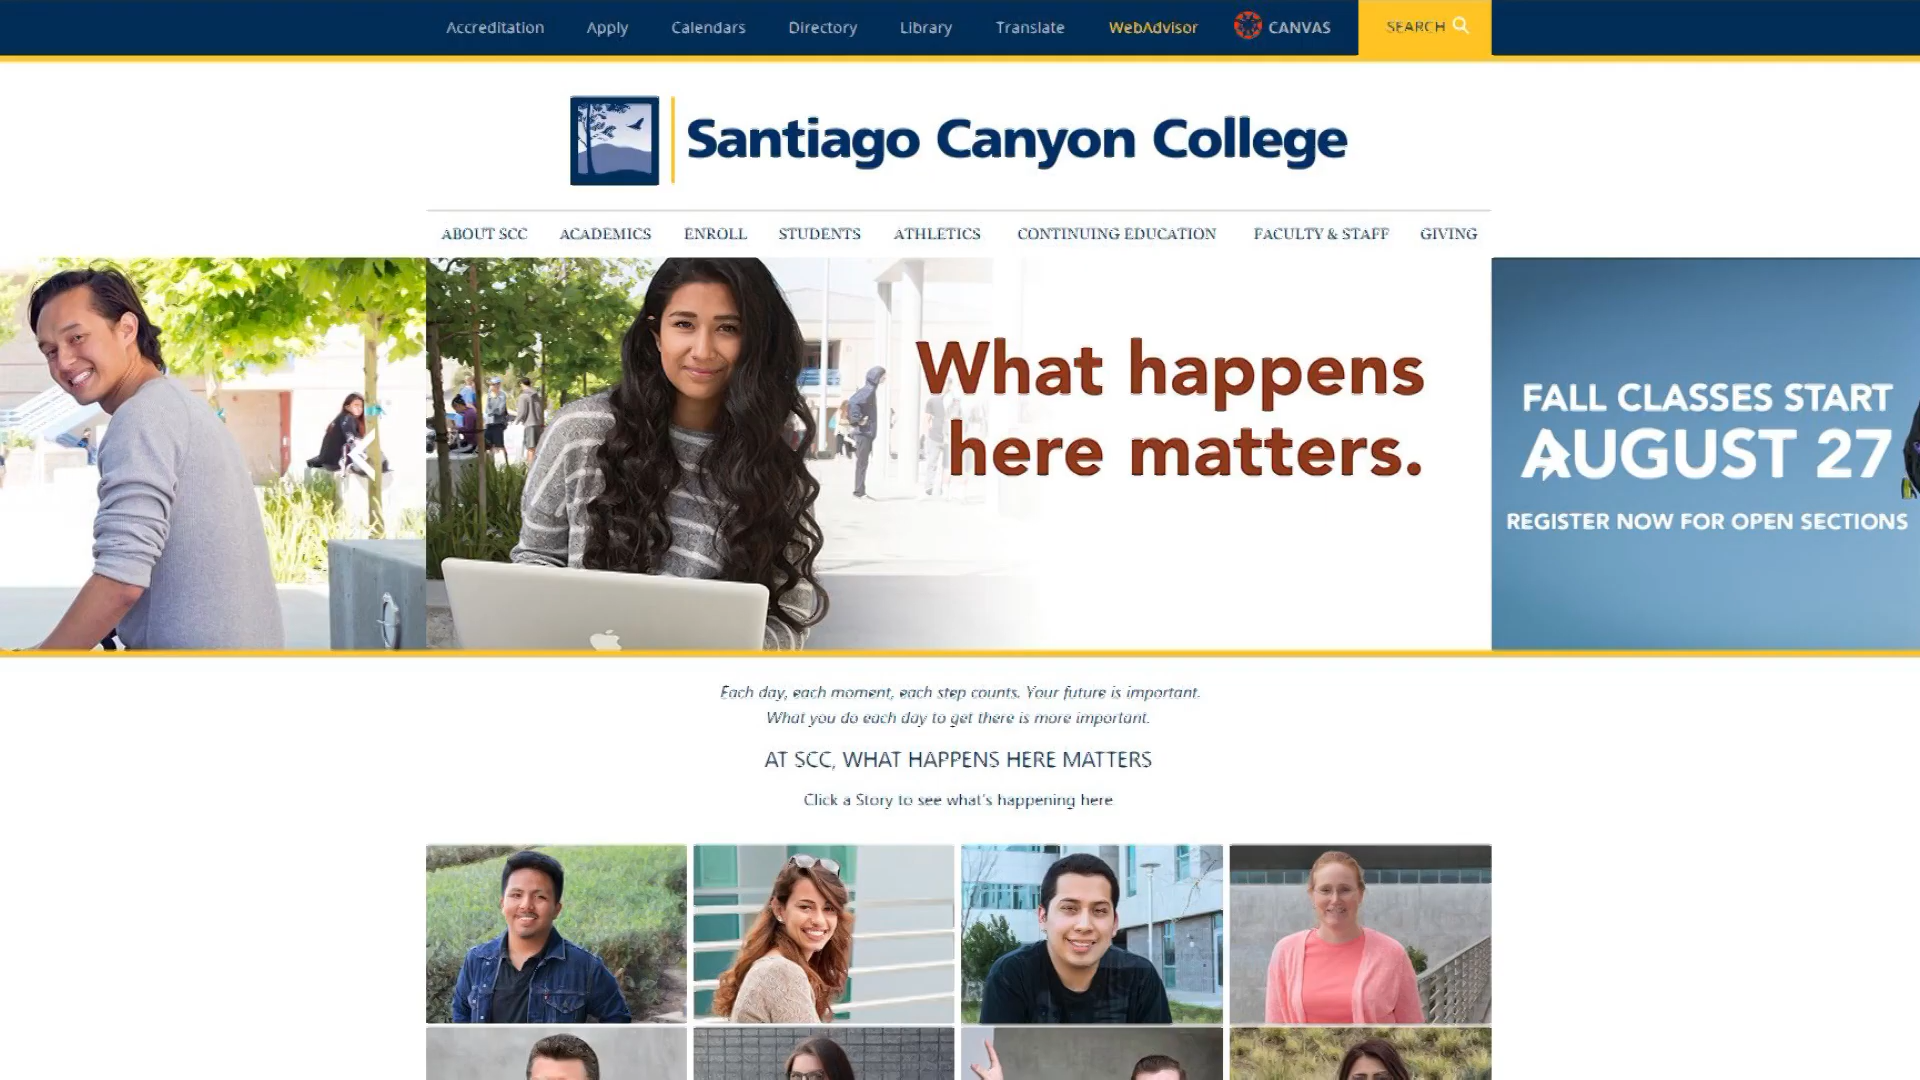 Accreditation Apply Calendars Directory Library Translate WebAdvisor CANVAS SEARCH
Santiago Canyon College
ABOUT SCC ACADEMICS ENROLL STUDENTS ATHLETICS CONTINUING EDUCATION FACULTY & STAFF GIVING
What happens
here matters.
FALL CLASSES START
AUGUST 27
REGISTER NOW FOR OPEN SECTIONS
Each day, each moment, each step counts. Your future is important.
What you do each day to get there is more important.
AT SCC, WHAT HAPPENS HERE MATTERS
Click a Story to see what's happening here